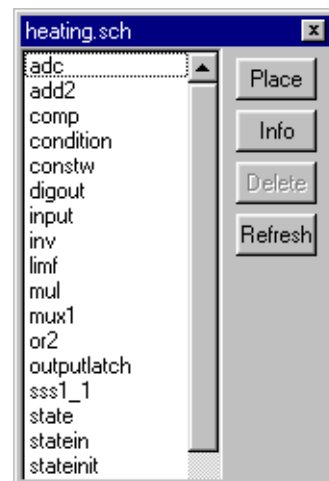 heating.sch
adc
add2
comp
condition
constw
digout
input
inv
limf
mul
mux1
or2
outputlatch
sss1_1
state
statein
stateinit
Place
Info
Delete
Refresh